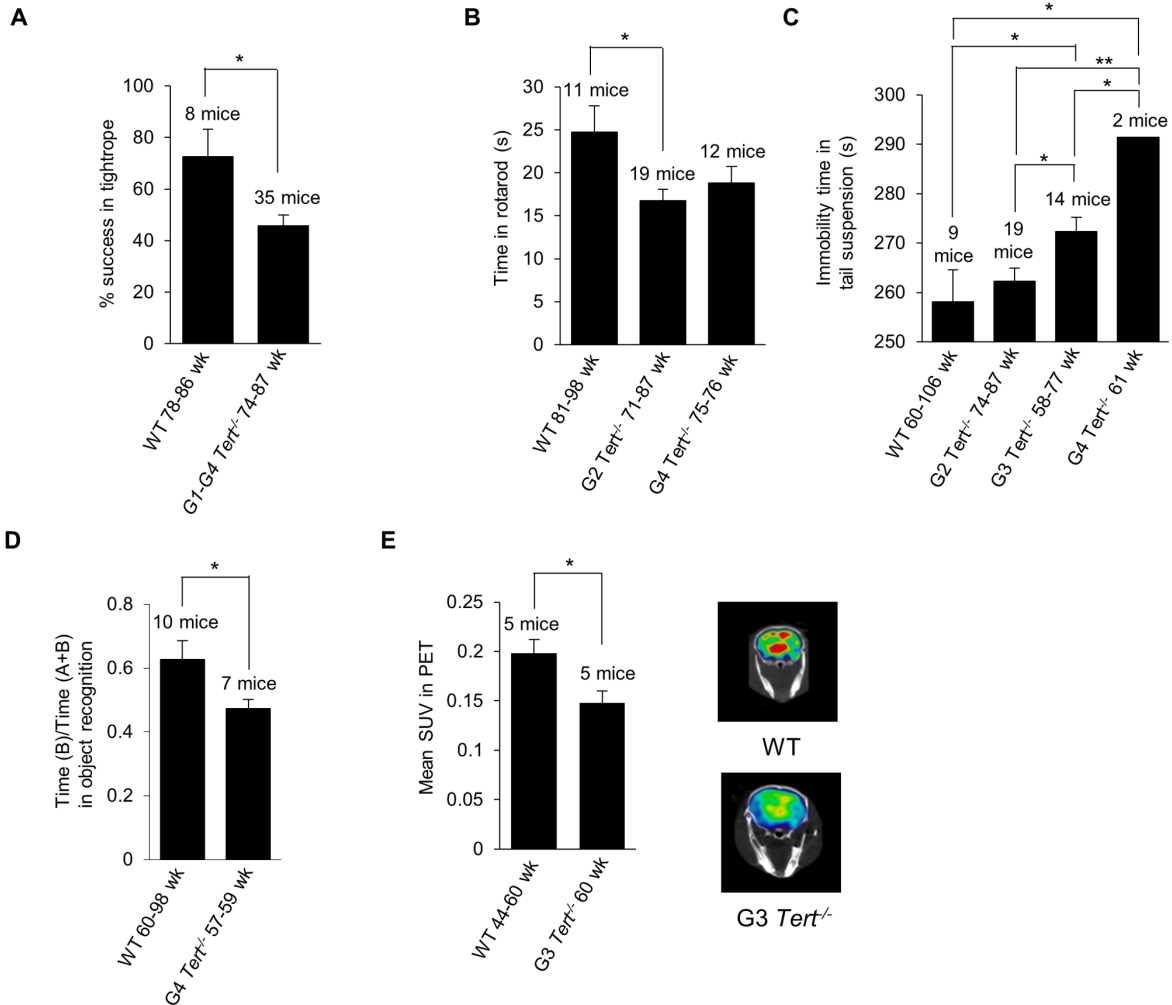 A
*
% success in tightrope
100
80
60
40
20
0
8 mice
35 mice
WT 78-86 wk
G1-G4 Tert-/- 74-87 wk
B
*
Time in rotarod (s)
30
25
20
15
10
5
0
11 mice
19 mice
12 mice
WT 81-98 wk
G2 Tert-/- 71-87 wk
G4 Tert-/- 75-76 wk
C
*
*
**
*
*
Immobility time in
tail suspension (s)
300
290
280
270
260
250
9
mice
19
mice
14 mice
2 mice
WT 60-106 wk
G2 Tert-/- 74-87 wk
G3 Tert-/- 58-77 wk
G4 Tert-/- 61 wk
D
*
Time (B)/Time (A+B)
in object recognition
0.8
0.6
0.4
0.2
0
10 mice
7 mice
WT 60-98 wk
G4 Tert-/- 57-59 wk
E
*
Mean SUV in PET
0.25
0.2
0.15
0.1
0.05
0
5 mice
5 mice
WT 44-60 wk
G3 Tert-/- 60 wk
WT
G3 Tert-/-